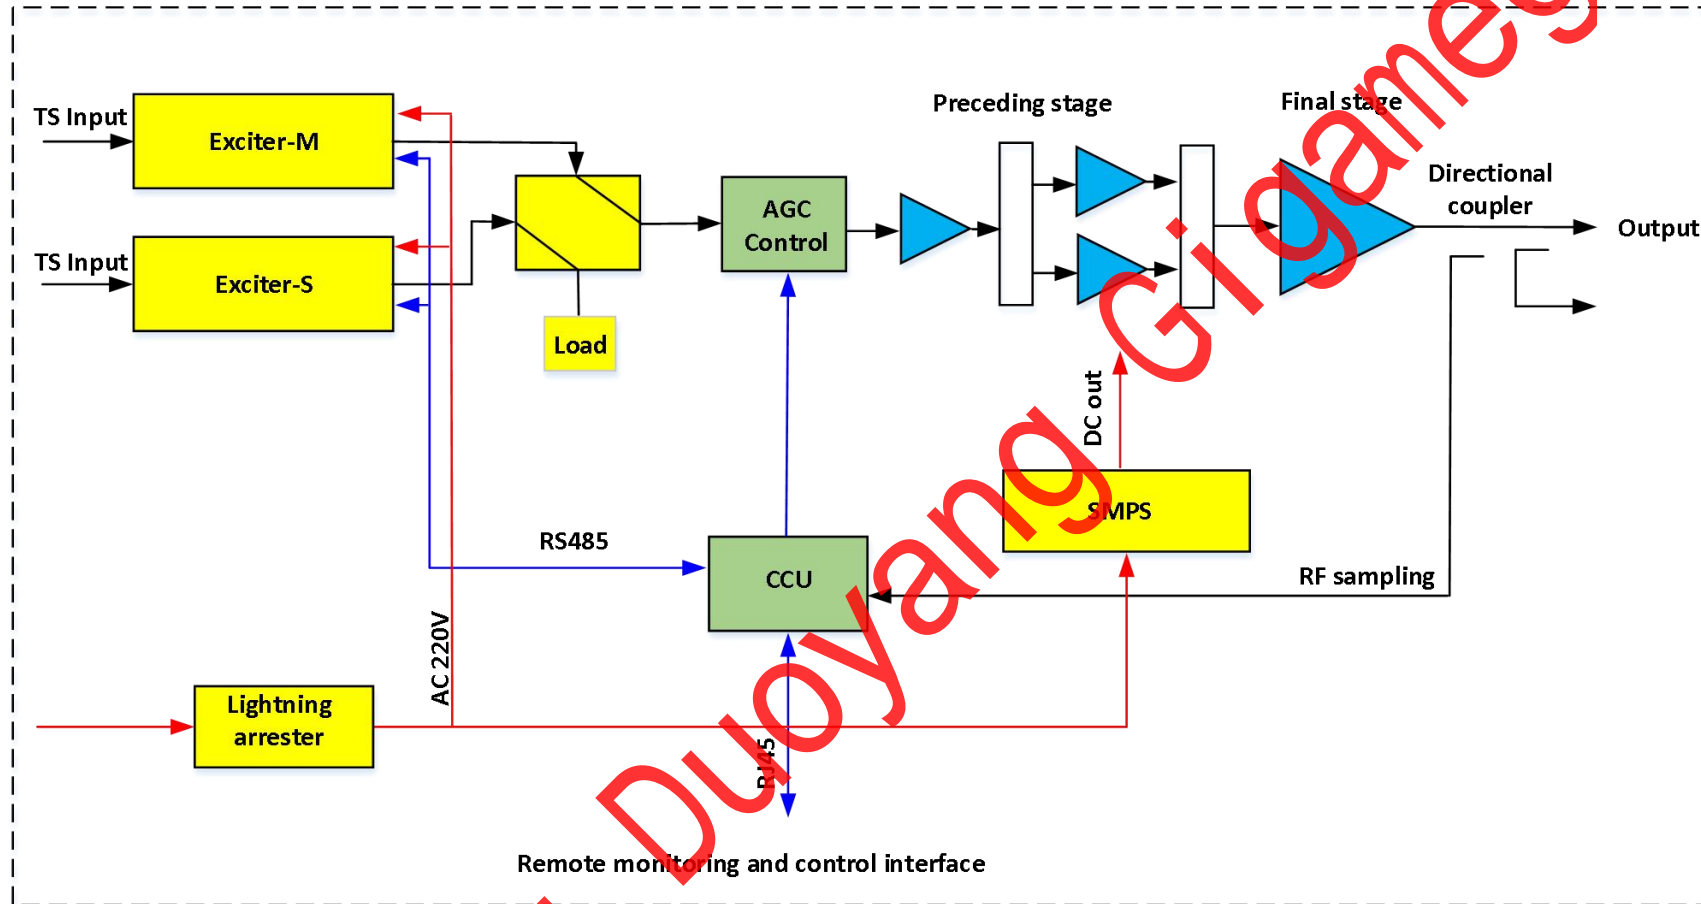 Preceding stage
Final stage
TS Input
Exciter-M
Directional
coupler
AGC
Control
Output
TS Input
Exciter-S
Load
DC out
SMPS
RS485
CCU
RF sampling
AC 220V
Lightning
arrester
RJ45
Remote monitoring and control interface
Duoyang Gigameg